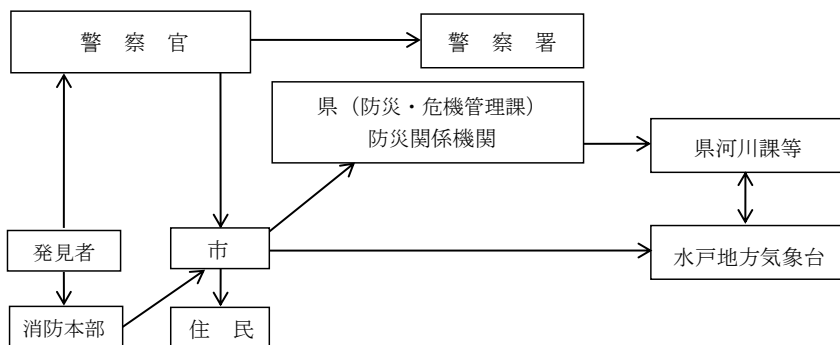 警　察　官
警　察　署
県（防災・危機管理課）
防災関係機関
県河川課等
発見者
市
水戸地方気象台
消防本部
住　民